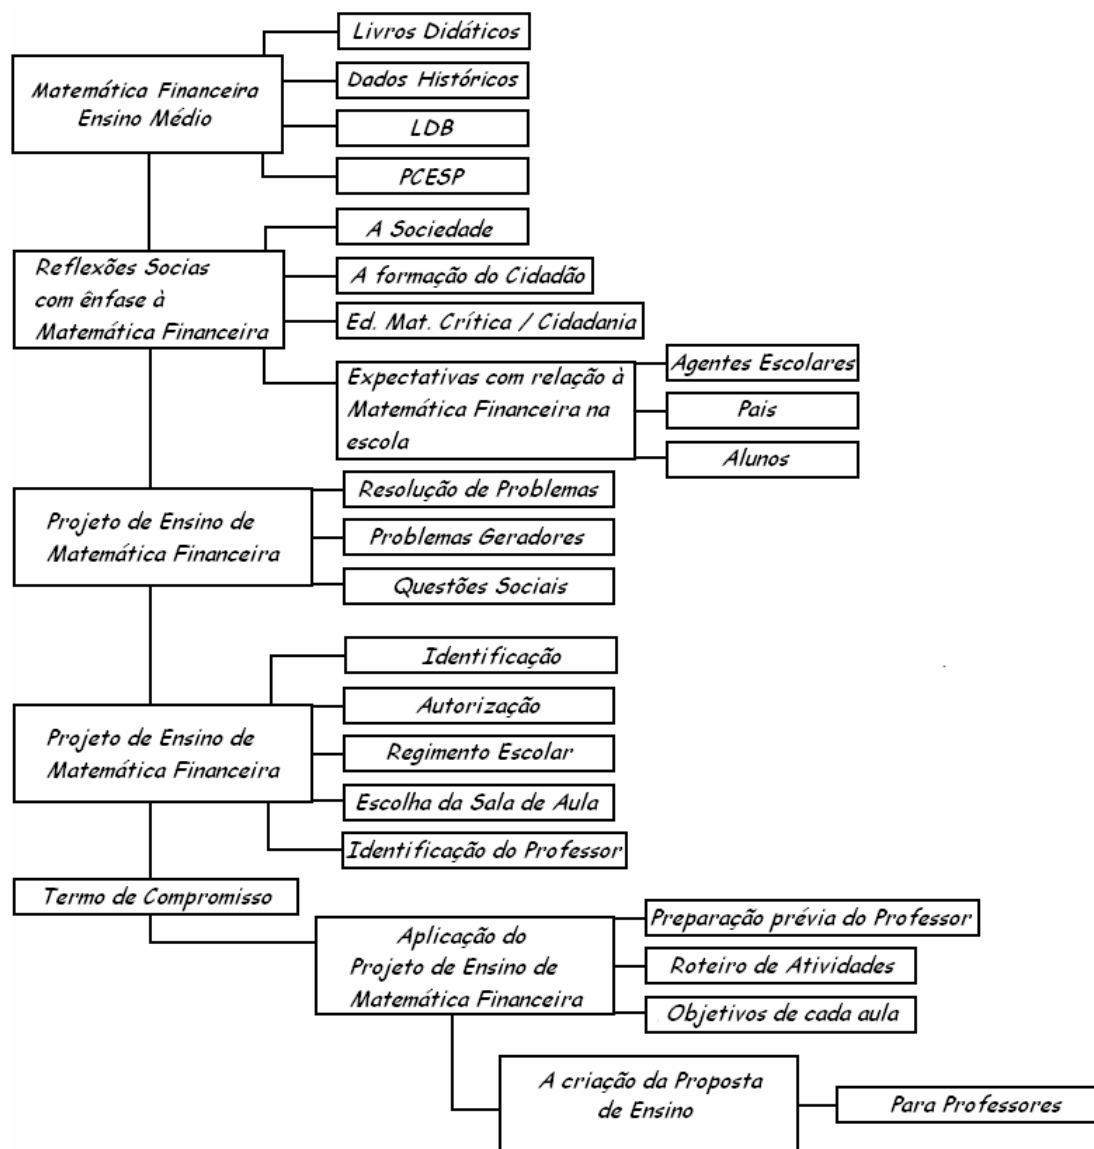 Livros Didáticos
Matemática Financeira
Ensino Médio
Dados Históricos
LDB
PCESP
A Sociedade
Reflexões Socias
com ênfase à
Matemática Financeira
A formação do Cidadão
Ed. Mat. Crítica / Cidadania
Expectativas com relação à
Matemática Financeira na
escola
Agentes Escolares
Pais
Alunos
Projeto de Ensino de
Matemática Financeira
Resolução de Problemas
Problemas Geradores
Questões Sociais
Projeto de Ensino de
Matemática Financeira
Identificação
Autorização
Regimento Escolar
Escolha da Sala de Aula
Identificação do Professor
Termo de Compromisso
Aplicação do
Projeto de Ensino de
Matemática Financeira
Preparação prévia do Professor
Roteiro de Atividades
Objetivos de cada aula
A criação da Proposta
de Ensino
Para Professores